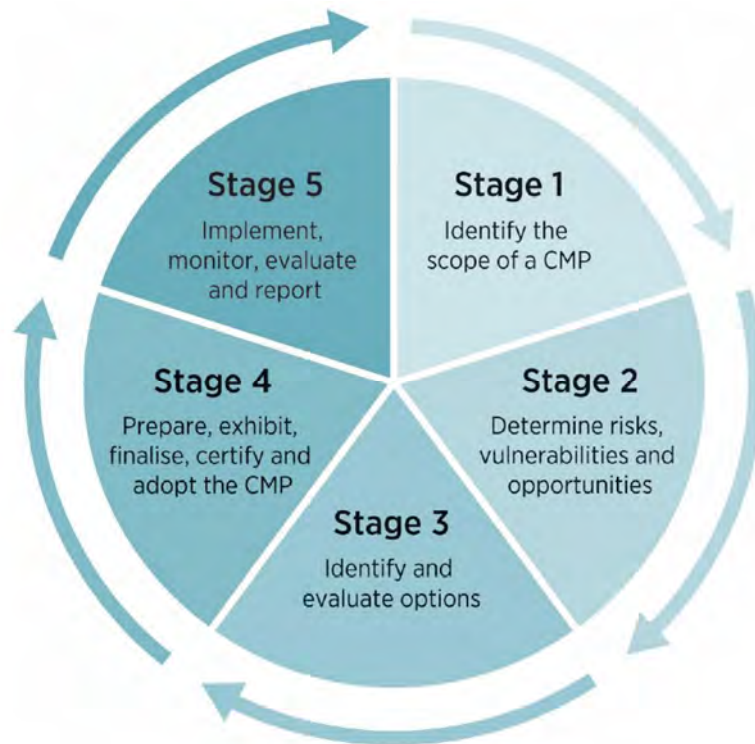 Stage 1
Identify the
scope of a CMP
Stage 2
Determine risks,
vulnerabilities and
opportunities
Stage 3
Identify and
evaluate options
Stage 4
Prepare, exhibit,
finalise, certify and
adopt the CMP
Stage 5
Implement,
monitor, evaluate
and report